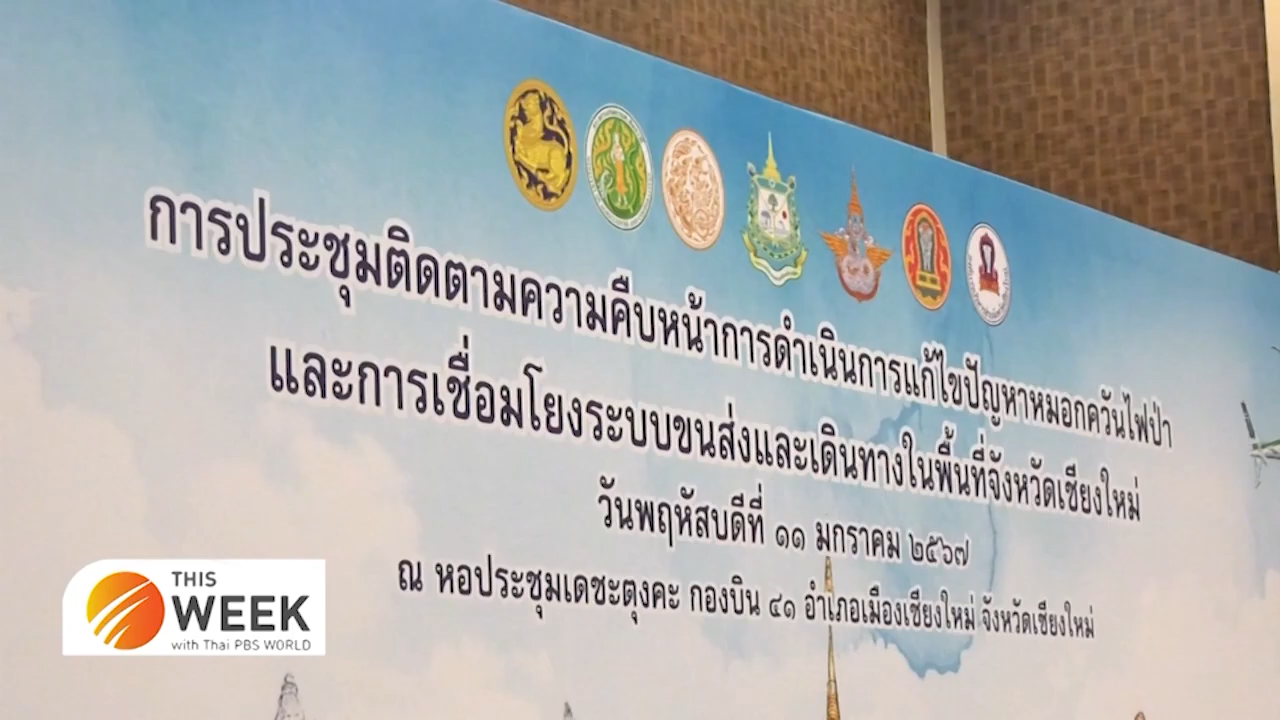 การประชุมติดตามความคืบหน้าการดำเนินการแก้ไขปัญหาหมอกควันไฟป่า
และการเชื่อมโยงระบบขนส่งและเดินทางในพื้นที่จังหวัดเชียงใหม่
วันพฤหัสบดีที่ ๑๑ มกราคม ๒๕๖๗
ณ หอประชุมเดชะตุงคะ กองบิน ๔๑ อำเภอเมืองเชียงใหม่ จังหวัดเชียงใหม่
THIS
WEEK
with Thai PBS WORLD